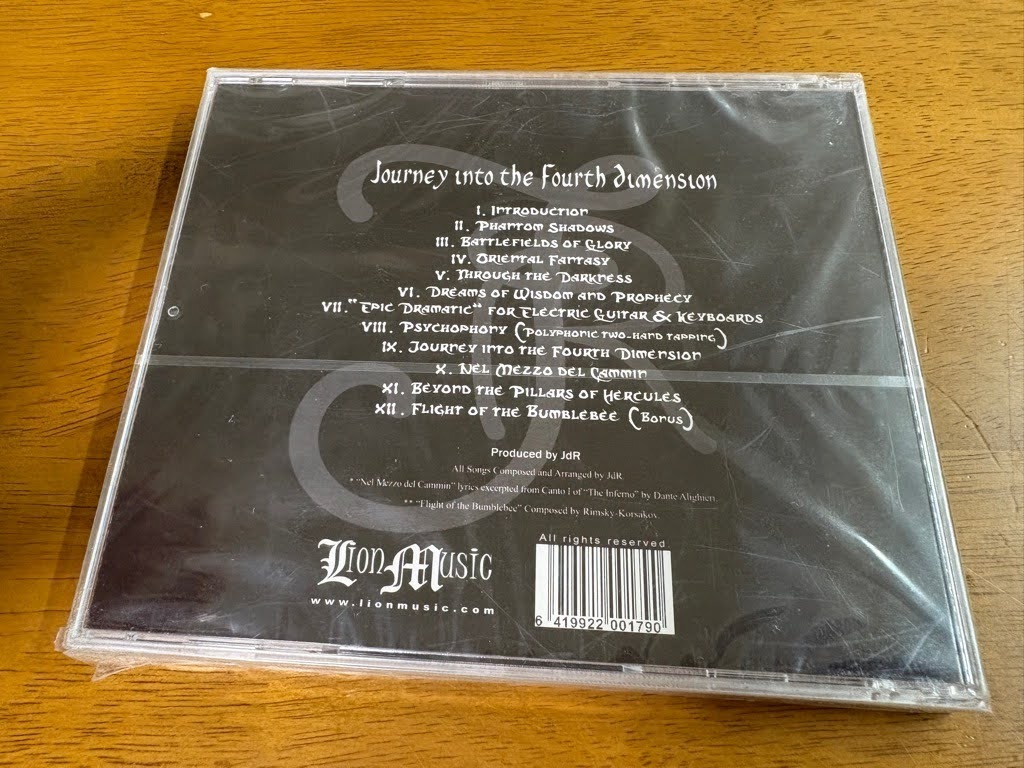 Journey into the Fourth Dimension
I. Introduction
II. Phantom Shadows
III. Battlefields of Glory
IV. Oriental Fantasy
V. Through the Darkness
VI. Dreams of Wisdom and Prophecy
VII. "Epic Dramatic" for Electric Guitar & Keyboards
VIII. Psychophony (Polyphonic two-hand tapping)
IX. Journey into the Fourth Dimension
X. Nel Mezzo del Cammin
XI. Beyond the Pillars of Hercules
XII. Flight of the Bumblebee (Bonus)
Produced by JdR
All Songs Composed and Arranged by JdR
* "Nel Mezzo del Cammin" lyrics excerpted from Canto I of "The Inferno" by Dante Alighieri.
** "Flight of the Bumblebee" Composed by Rimsky-Korsakov.
All rights reserved
Lion Music
www.lionmusic.com
6 419922 001790